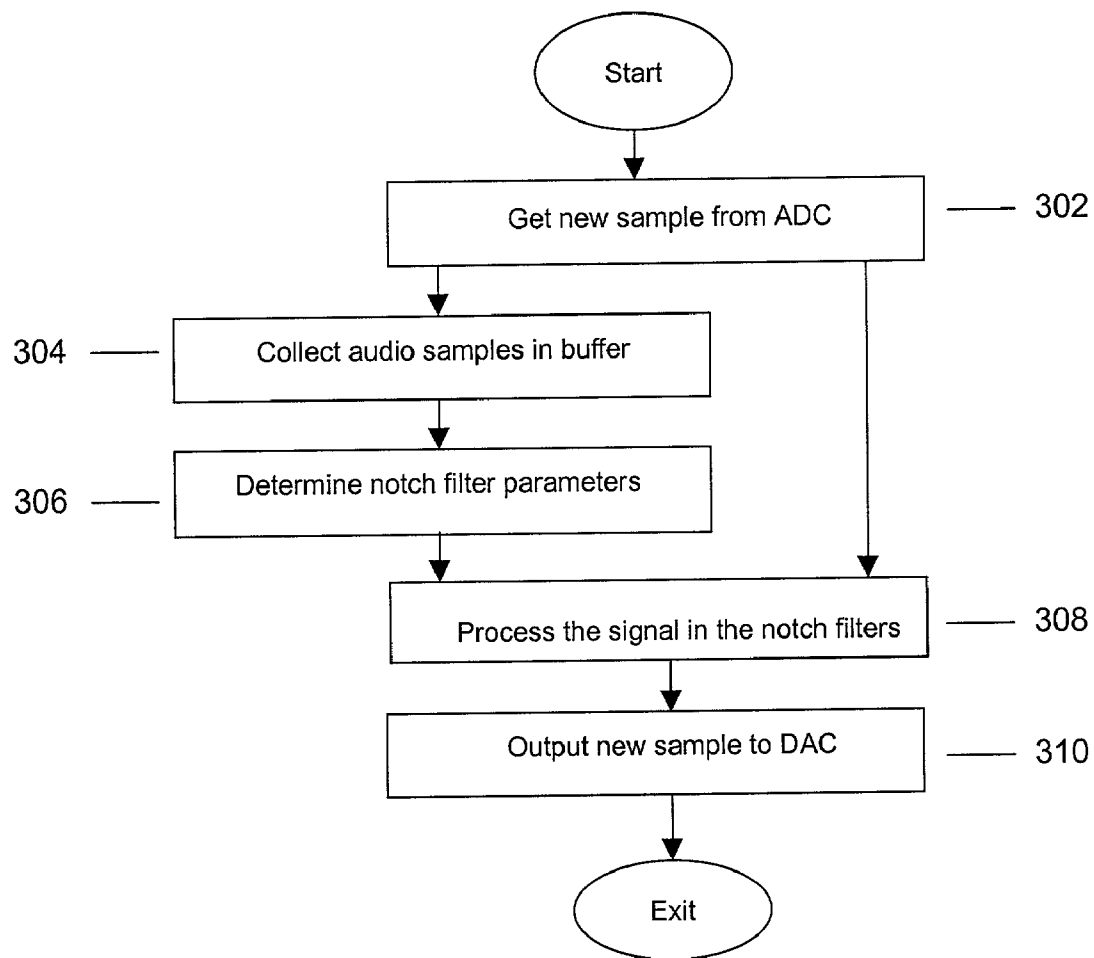 Start
Get new sample from ADC
302
304
Collect audio samples in buffer
306
Determine notch filter parameters
Process the signal in the notch filters
308
Output new sample to DAC
310
Exit